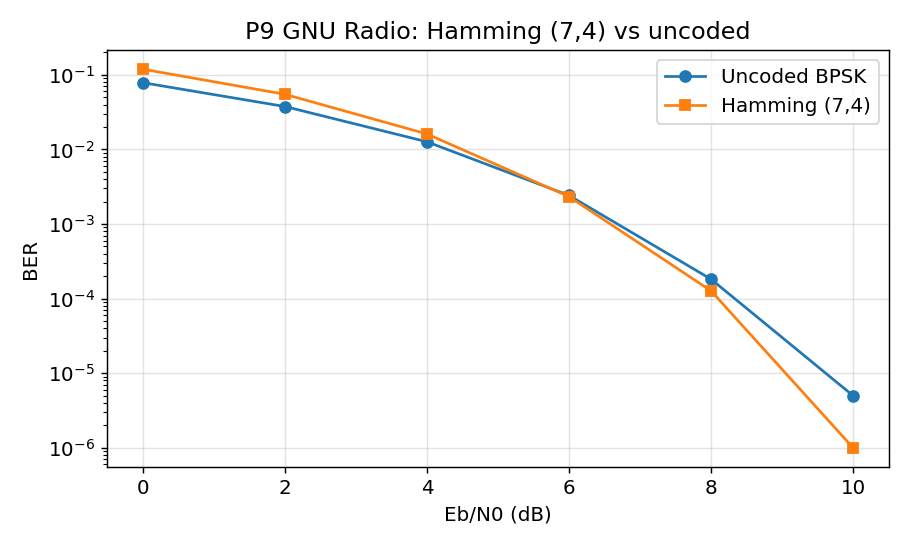 P9 GNU Radio: Hamming (7,4) vs uncoded
Uncoded BPSK
Hamming (7,4)
BER
10⁻¹
10⁻²
10⁻³
10⁻⁴
10⁻⁵
10⁻⁶
0 2 4 6 8 10
Eb/N0 (dB)